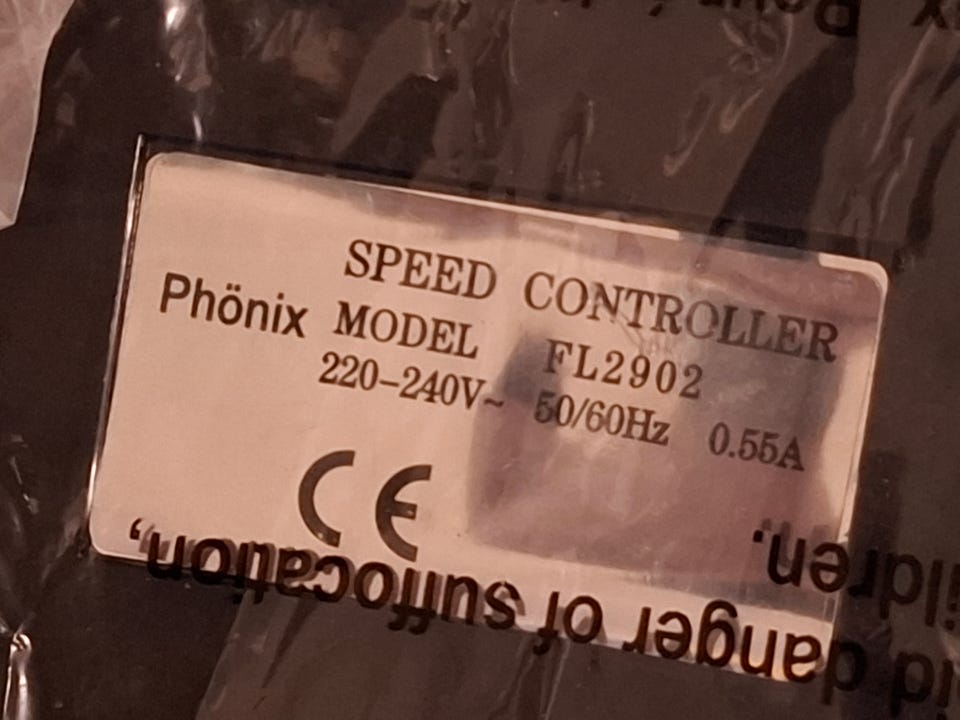 SPEED CONTROLLER
Phönix MODEL FL2902
220-240V~ 50/60Hz 0.55A
CE
danger of suffocation,
ildren.